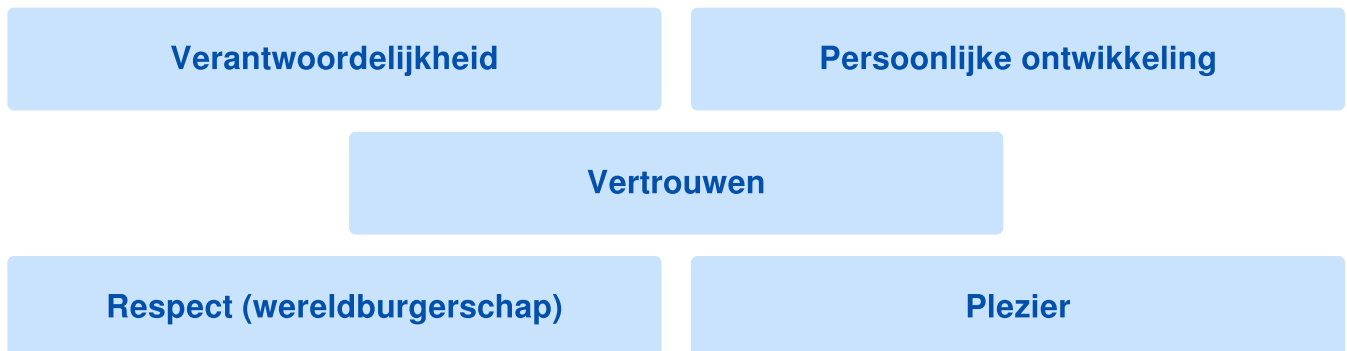 Verantwoordelijkheid
Persoonlijke ontwikkeling
Vertrouwen
Respect (wereldburgerschap)
Plezier